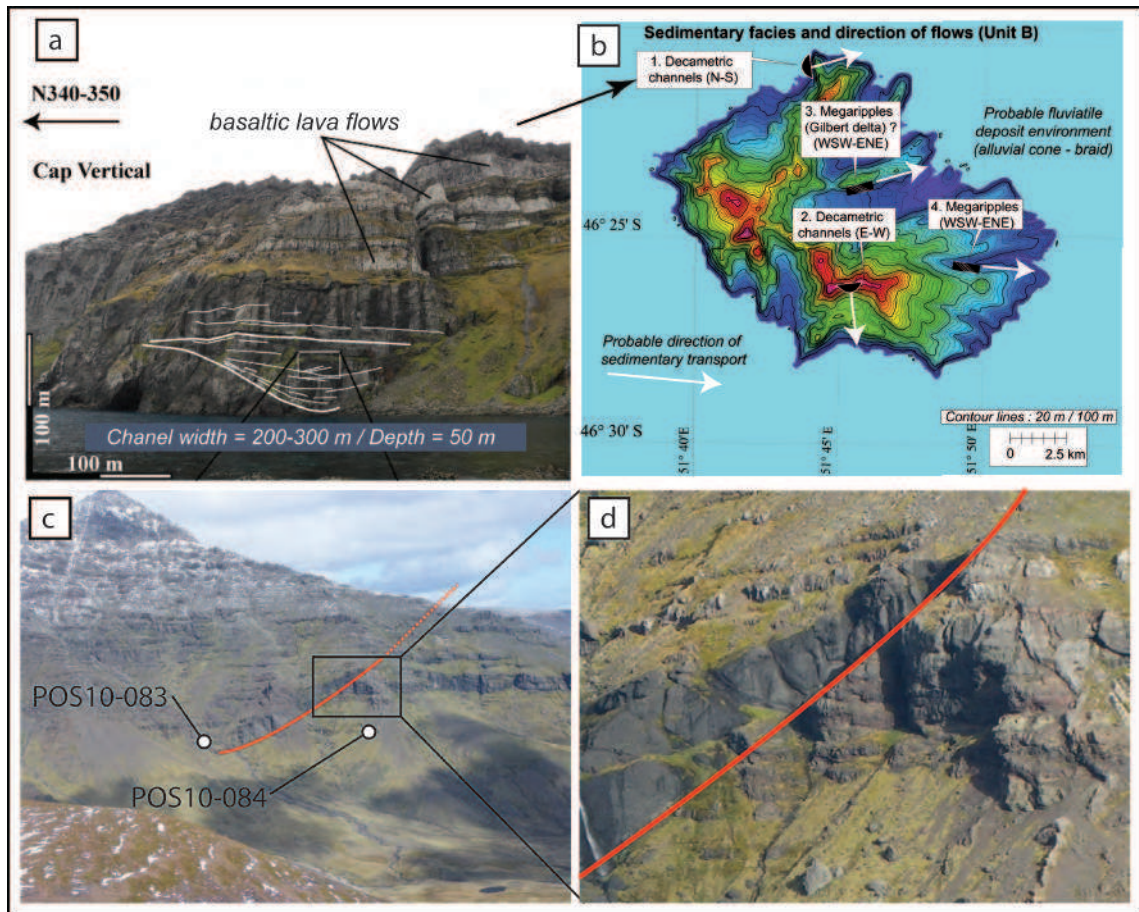 a
N340-350
Cap Vertical
basaltic lava flows
100 m
Chanel width = 200-300 m / Depth = 50 m
100 m
b
Sedimentary facies and direction of flows (Unit B)
1. Decametric
channels (N-S)
3. Megaripples
(Gilbert delta) ?
(WSW-ENE)
Probable fluviatile
deposit environment
(alluvial cone - braid)
46° 25' S
2. Decametric
channels (E-W)
4. Megaripples
(WSW-ENE)
Probable direction of
sedimentary transport
46° 30' S
51° 40' E
51° 45' E
51° 50' E
Contour lines : 20 m / 100 m
0 2.5 km
c
POS10-083
POS10-084
d